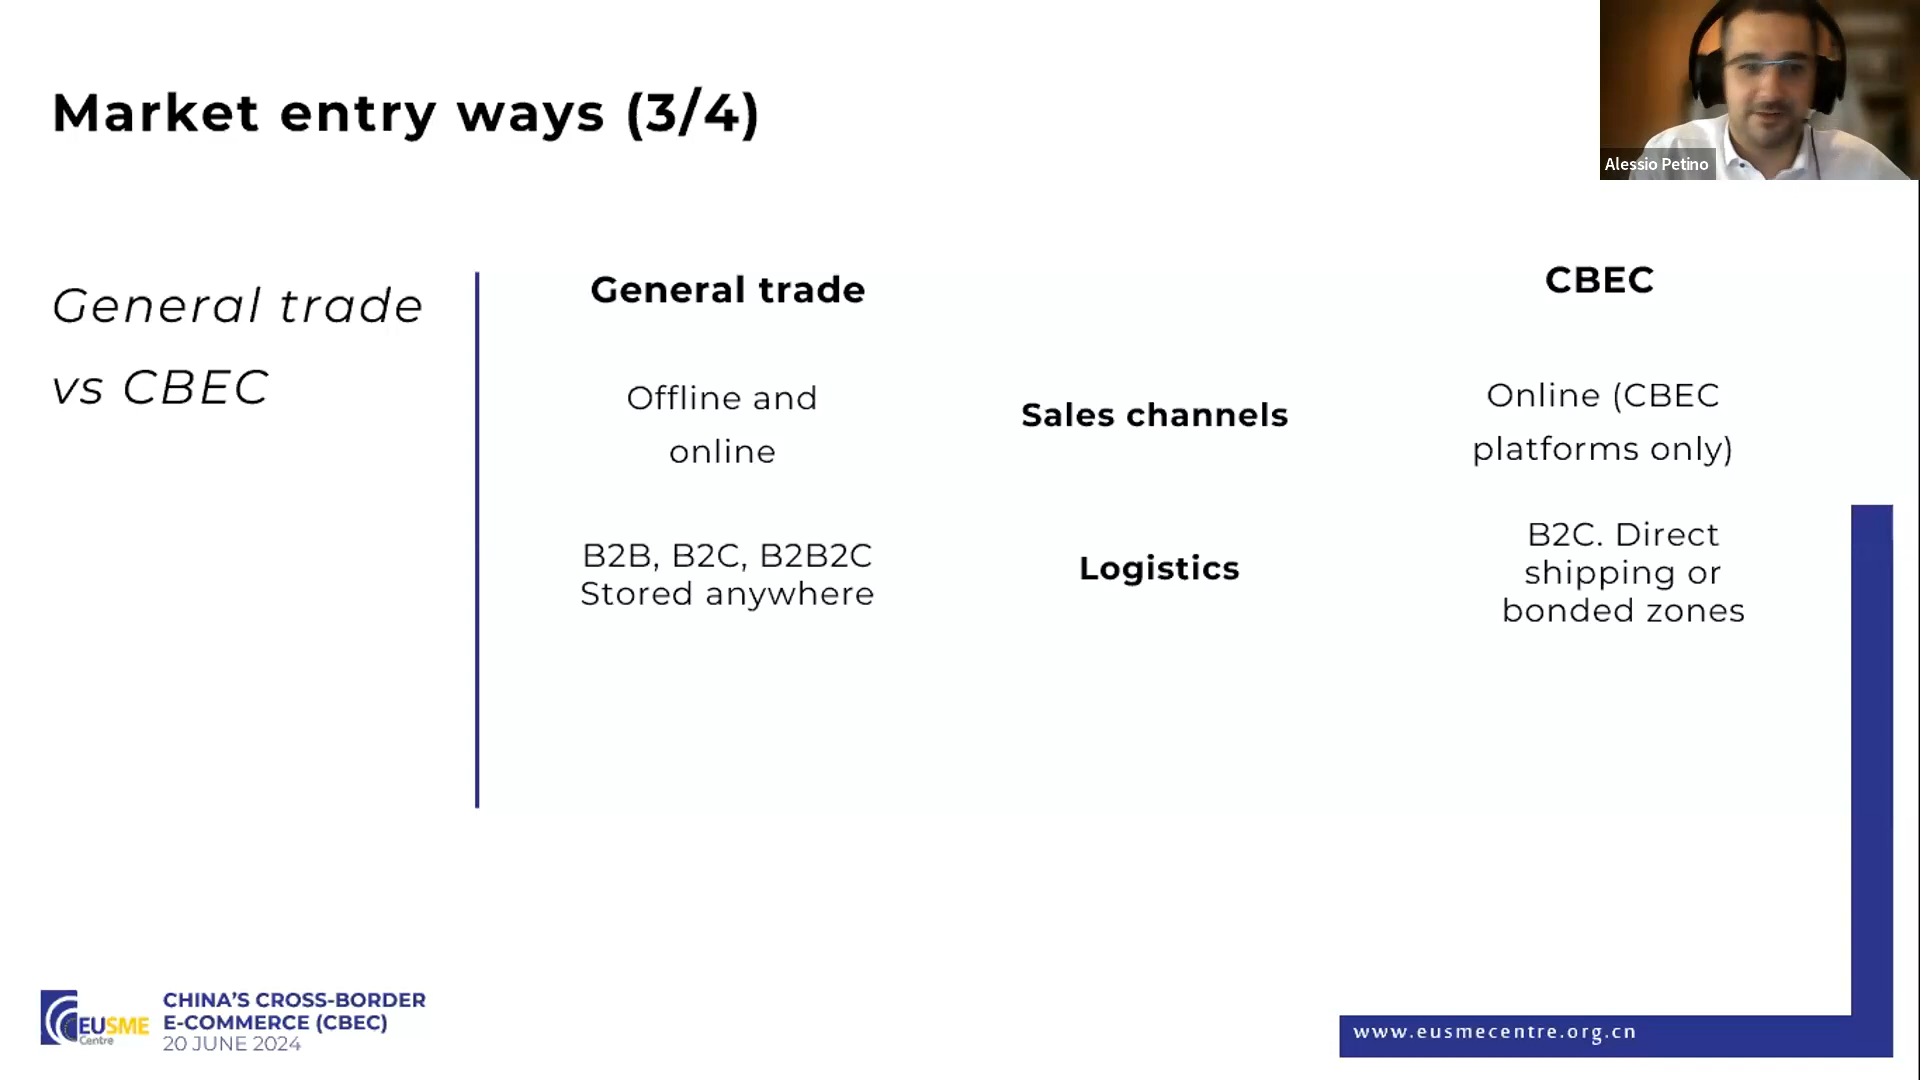 Market entry ways (3/4)
Alessio Petino
General trade
vs CBEC
General trade
CBEC
Offline and
online
Sales channels
Online (CBEC
platforms only)
B2B, B2C, B2B2C
Stored anywhere
Logistics
B2C. Direct
shipping or
bonded zones
EUSME
Centre
CHINA'S CROSS-BORDER
E-COMMERCE (CBEC)
20 JUNE 2024
www.eusmecentre.org.cn